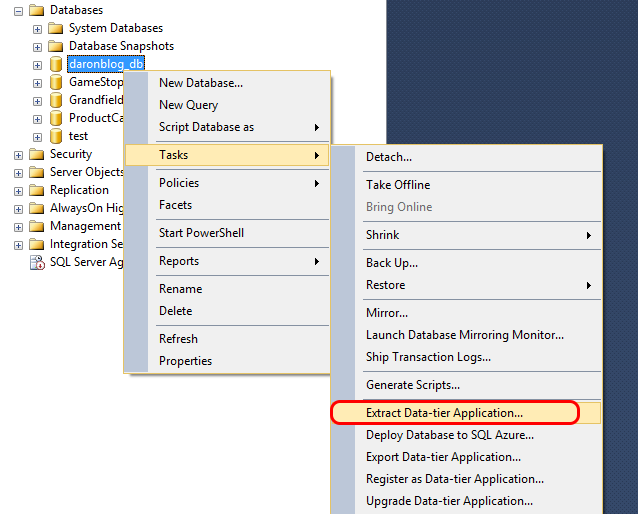 Databases
System Databases
Database Snapshots
daronblog_db
GameStop
Grandfield
ProductCa
test
Security
Server Objects
Replication
AlwaysOn Hig
Management
Integration Se
SQL Server Ag
New Database...
New Query
Script Database as
Tasks
Policies
Facets
Start PowerShell
Reports
Rename
Delete
Refresh
Properties
Detach...
Take Offline
Bring Online
Shrink
Back Up...
Restore
Mirror...
Launch Database Mirroring Monitor...
Ship Transaction Logs...
Generate Scripts...
Extract Data-tier Application...
Deploy Database to SQL Azure...
Export Data-tier Application...
Register as Data-tier Application...
Upgrade Data-tier Application...